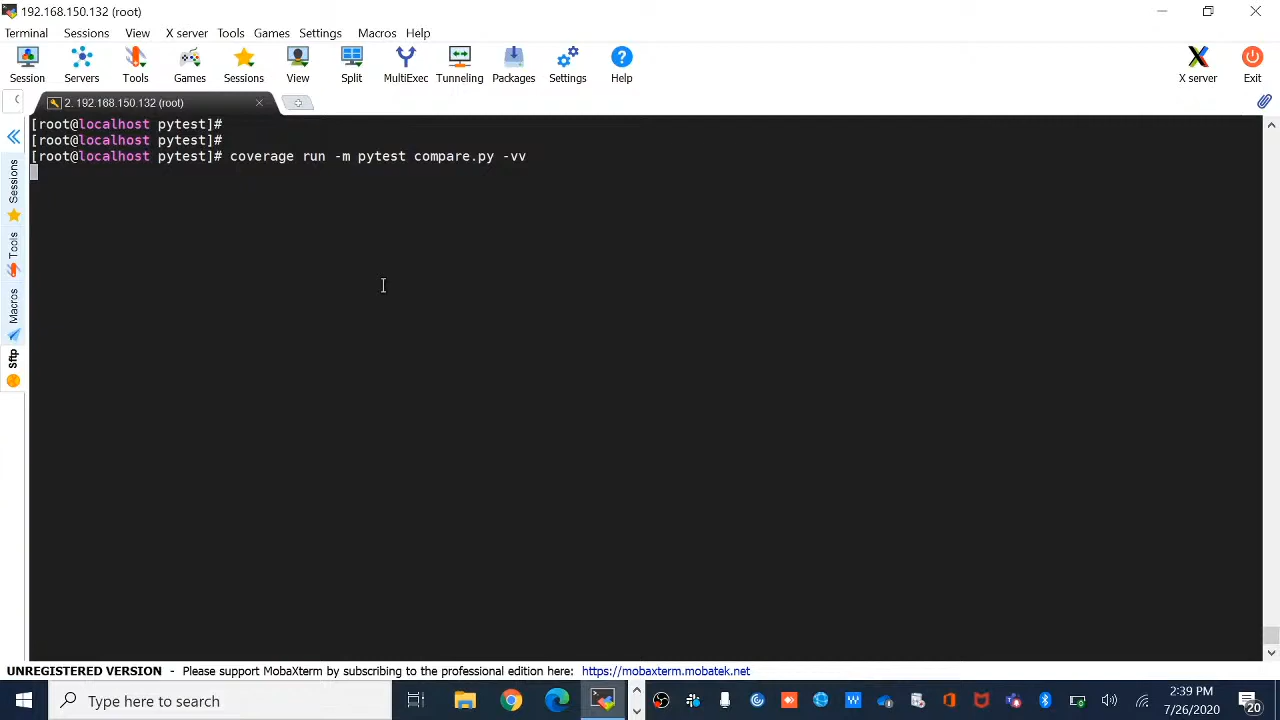 192.168.150.132 (root)
Terminal Sessions View X server Tools Games Settings Macros Help
Session Servers Tools Games Sessions View Split MultiExec Tunneling Packages Settings Help X server Exit
2. 192.168.150.132 (root)
[root@localhost pytest]#
[root@localhost pytest]#
[root@localhost pytest]# coverage run -m pytest compare.py -vv
Sessions
Tools
Macros
Sftp
UNREGISTERED VERSION - Please support MobaXterm by subscribing to the professional edition here: https://mobaxterm.mobatek.net
Type here to search
2:39 PM
7/26/2020
20